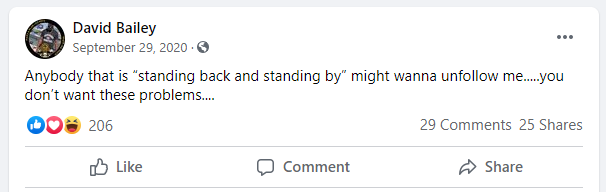 David Bailey
September 29, 2020 ·
Anybody that is “standing back and standing by” might wanna unfollow me.....you
don’t want these problems....
206
29 Comments 25 Shares
Like
Comment
Share